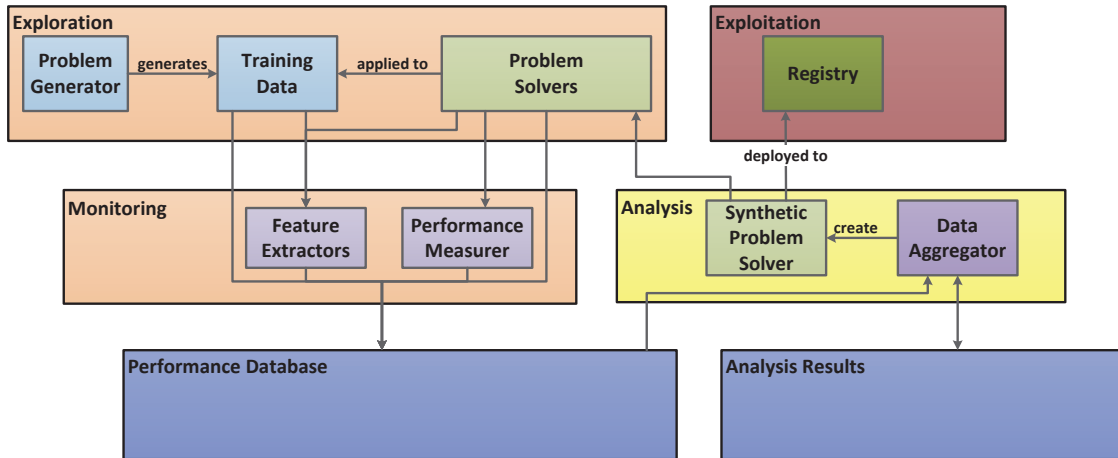 Exploration
Problem
Generator
generates
Training
Data
applied to
Problem
Solvers
Exploitation
Registry
deployed to
Monitoring
Feature
Extractors
Performance
Measurer
Analysis
Synthetic
Problem
Solver
create
Data
Aggregator
Performance Database
Analysis Results